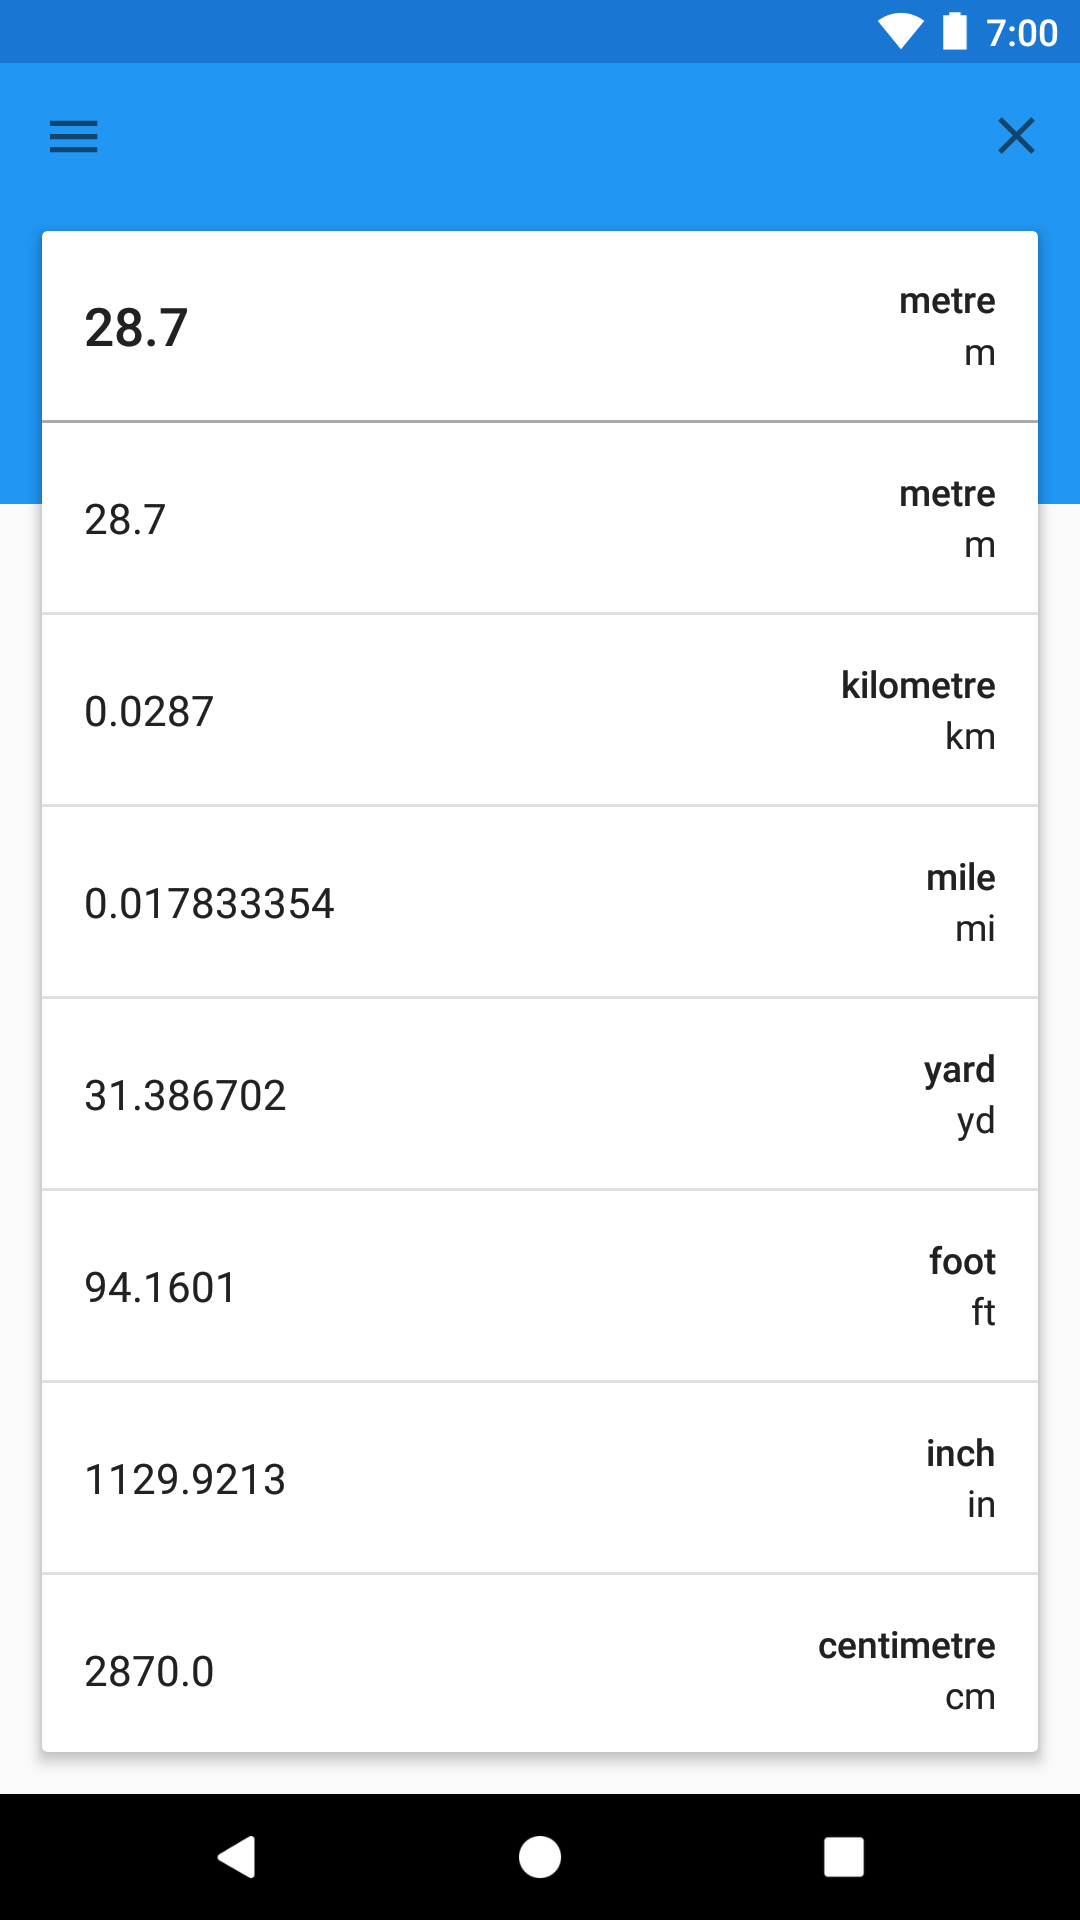 7:00
28.7
metre
m
28.7
metre
m
0.0287
kilometre
km
0.017833354
mile
mi
31.386702
yard
yd
94.1601
foot
ft
1129.9213
inch
in
2870.0
centimetre
cm